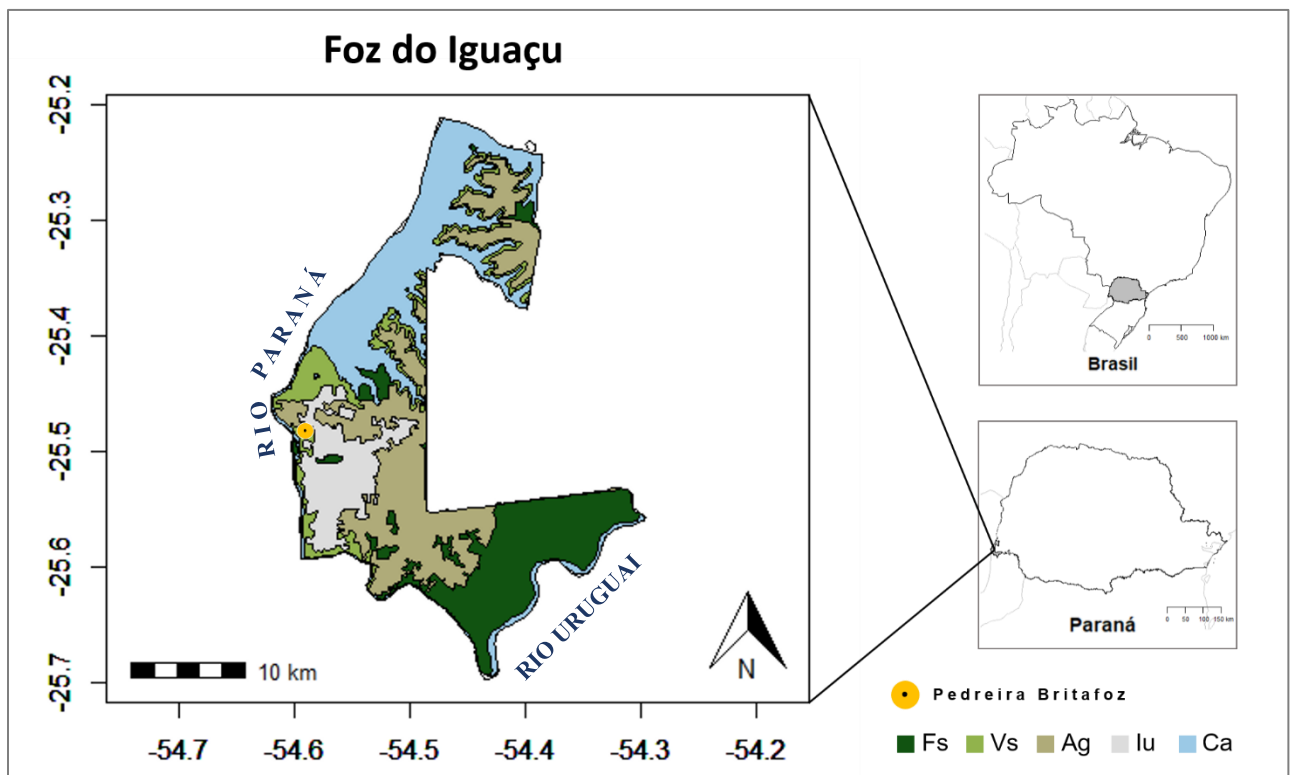 Foz do Iguaçu
-25.2
-25.3
-25.4
-25.5
-25.6
-25.7
RIO PARANÁ
RIO URUGUAI
N
10 km
-54.7 -54.6 -54.5 -54.4 -54.3 -54.2
0 500 1000 km
Brasil
0 50 100 150 km
Paraná
Pedreira Britafoz
Fs Vs Ag Iu Ca